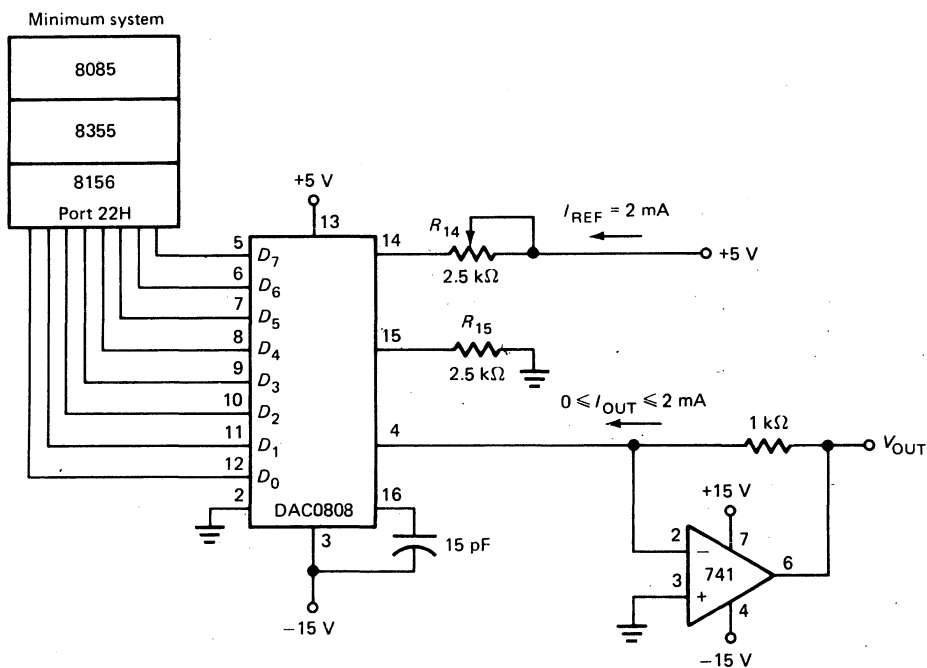 Minimum system
8085
8355
8156
Port 22H
+5 V
13
5 D7
6 D6
7 D5
8 D4
9 D3
10 D2
11 D1
12 D0
2
DAC0808
3
−15 V
14
R14
2.5 kΩ
IREF = 2 mA
+5 V
15
R15
2.5 kΩ
0 ⩽ IOUT ⩽ 2 mA
4
1 kΩ
VOUT
16
15 pF
+15 V
7
2 −
741
6
3 +
4
−15 V